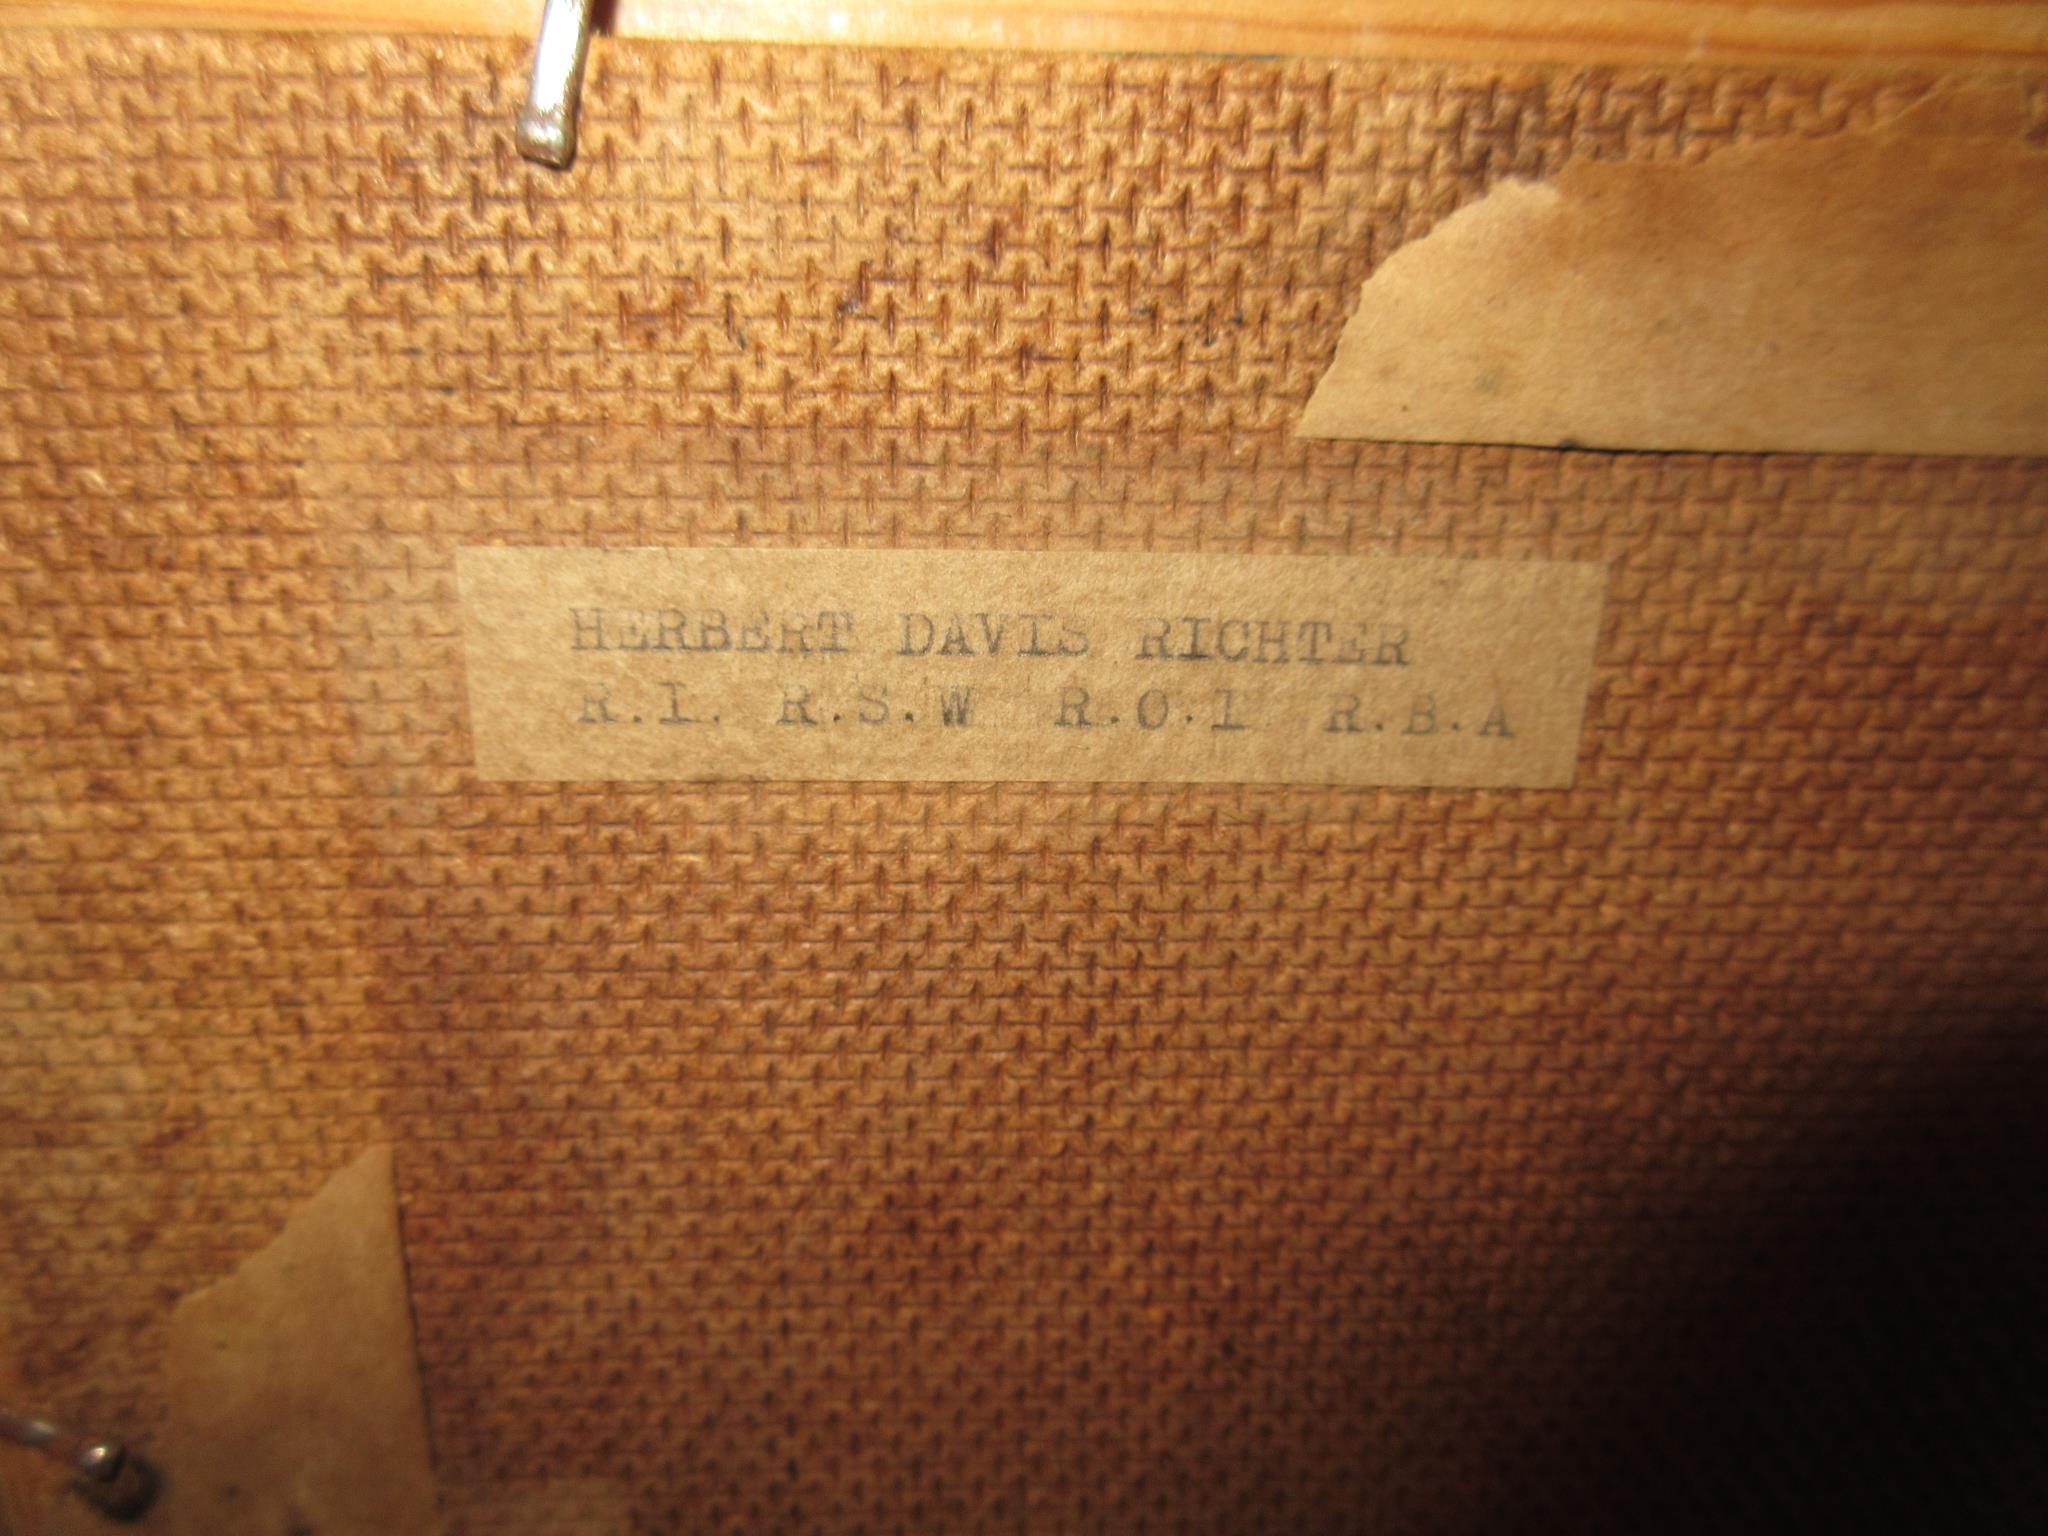 HERBERT DAVIS RICHTER
R.I. R.S.W R.O.I R.B.A